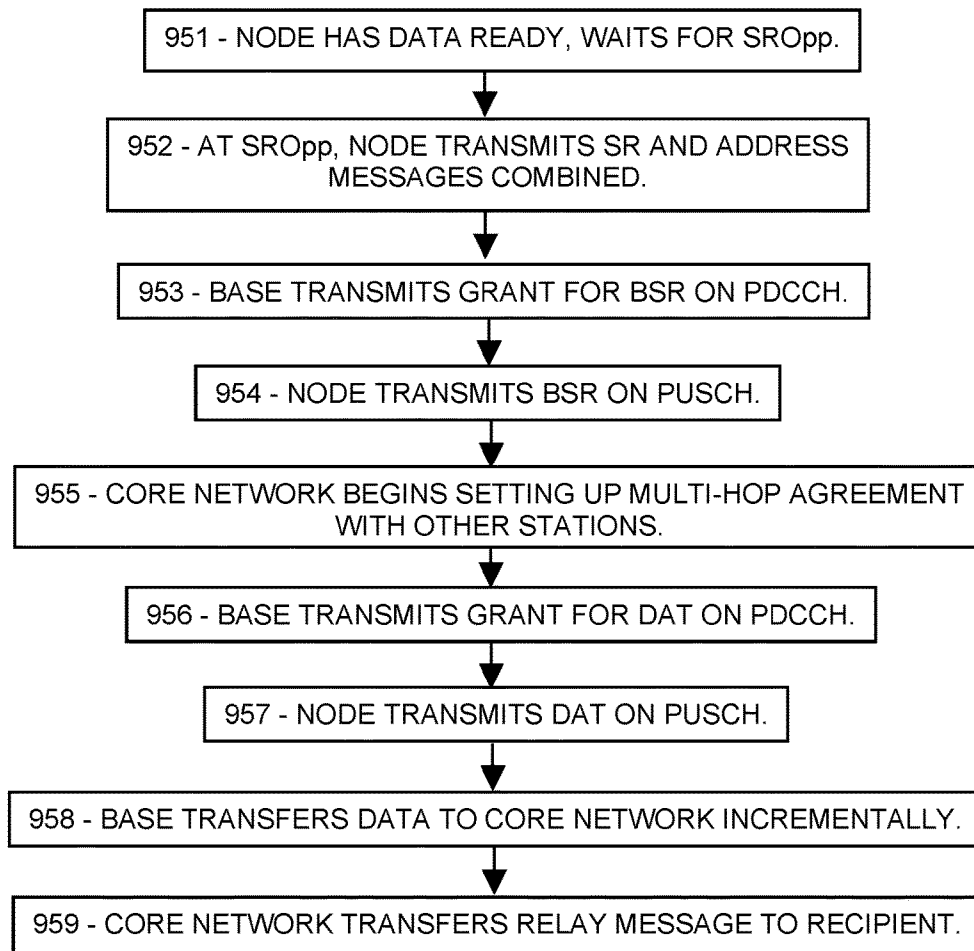 951 - NODE HAS DATA READY, WAITS FOR SROpp.
952 - AT SROpp, NODE TRANSMITS SR AND ADDRESS
MESSAGES COMBINED.
953 - BASE TRANSMITS GRANT FOR BSR ON PDCCH.
954 - NODE TRANSMITS BSR ON PUSCH.
955 - CORE NETWORK BEGINS SETTING UP MULTI-HOP AGREEMENT
WITH OTHER STATIONS.
956 - BASE TRANSMITS GRANT FOR DAT ON PDCCH.
957 - NODE TRANSMITS DAT ON PUSCH.
958 - BASE TRANSFERS DATA TO CORE NETWORK INCREMENTALLY.
959 - CORE NETWORK TRANSFERS RELAY MESSAGE TO RECIPIENT.